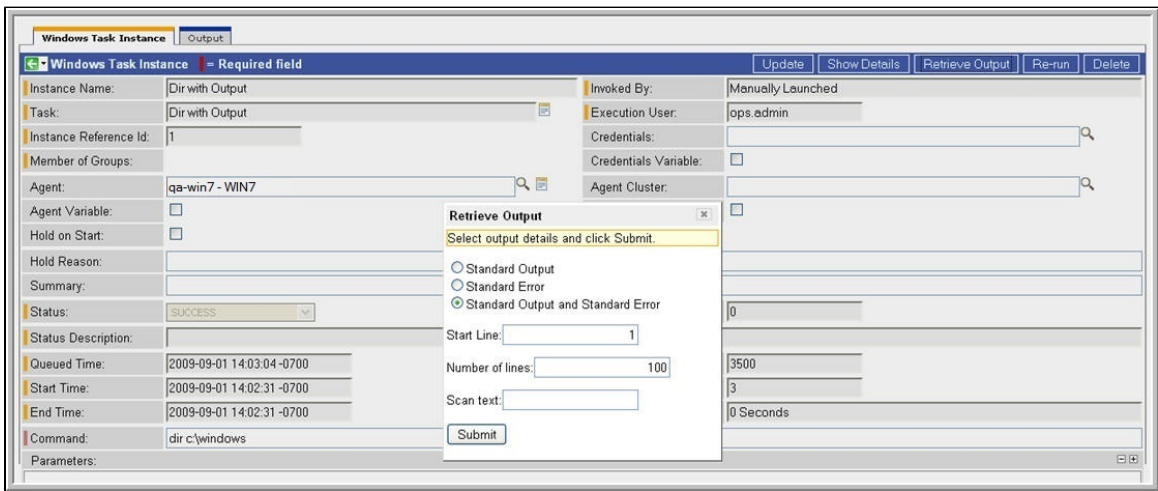 Windows Task Instance Output
Windows Task Instance = Required field Update Show Details Retrieve Output Re-run Delete
Instance Name: Dir with Output Invoked By: Manually Launched
Task: Dir with Output Execution User: ops.admin
Instance Reference Id: 1 Credentials:
Member of Groups: Credentials Variable:
Agent: qa-win7 - WIN7 Agent Cluster:
Agent Variable:
Hold on Start:
Hold Reason:
Summary:
Status: SUCCESS 0
Status Description:
Queued Time: 2009-09-01 14:03:04 -0700 3500
Start Time: 2009-09-01 14:02:31 -0700 3
End Time: 2009-09-01 14:02:31 -0700 0 Seconds
Command: dir c:\windows
Parameters:
Retrieve Output
Select output details and click Submit.
Standard Output
Standard Error
Standard Output and Standard Error
Start Line: 1
Number of lines: 100
Scan text:
Submit